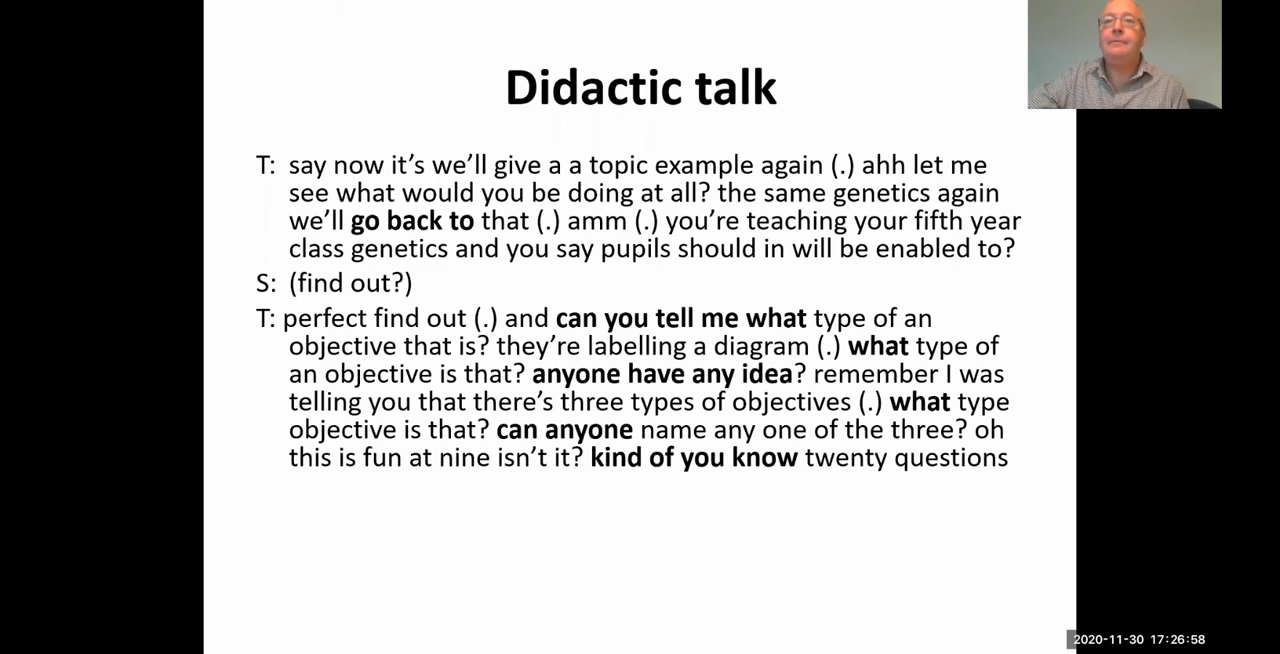 Didactic talk
T: say now it's we'll give a a topic example again (.) ahh let me
see what would you be doing at all? the same genetics again
we'll go back to that (.) amm (.) you're teaching your fifth year
class genetics and you say pupils should in will be enabled to?
S: (find out?)
T: perfect find out (.) and can you tell me what type of an
objective that is? they're labelling a diagram (.) what type of
an objective is that? anyone have any idea? remember I was
telling you that there's three types of objectives (.) what type
objective is that? can anyone name any one of the three? oh
this is fun at nine isn't it? kind of you know twenty questions
2020-11-30 17:26:58